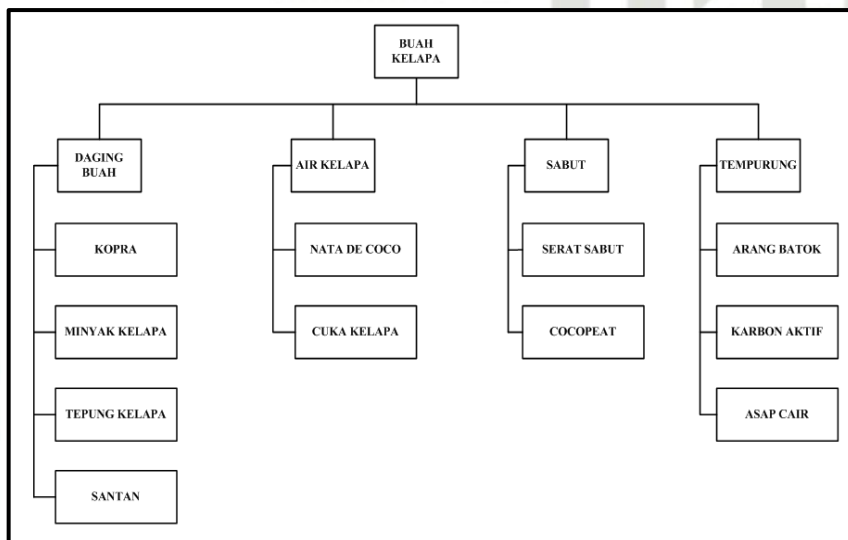 BUAH
KELAPA
DAGING
BUAH
AIR KELAPA
SABUT
TEMPURUNG
KOPRA
NATA DE COCO
SERAT SABUT
ARANG BATOK
MINYAK KELAPA
CUKA KELAPA
COCOPEAT
KARBON AKTIF
TEPUNG KELAPA
ASAP CAIR
SANTAN